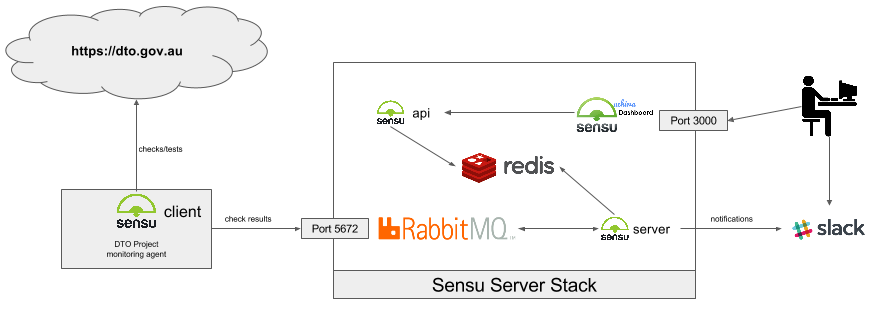 https://dto.gov.au
checks/tests
sensu
client
DTO Project
monitoring agent
check results
Port 5672
sensu
api
uchiwa
Dashboard
sensu
Port 3000
redis
RabbitMQ
sensu
server
notifications
slack
Sensu Server Stack